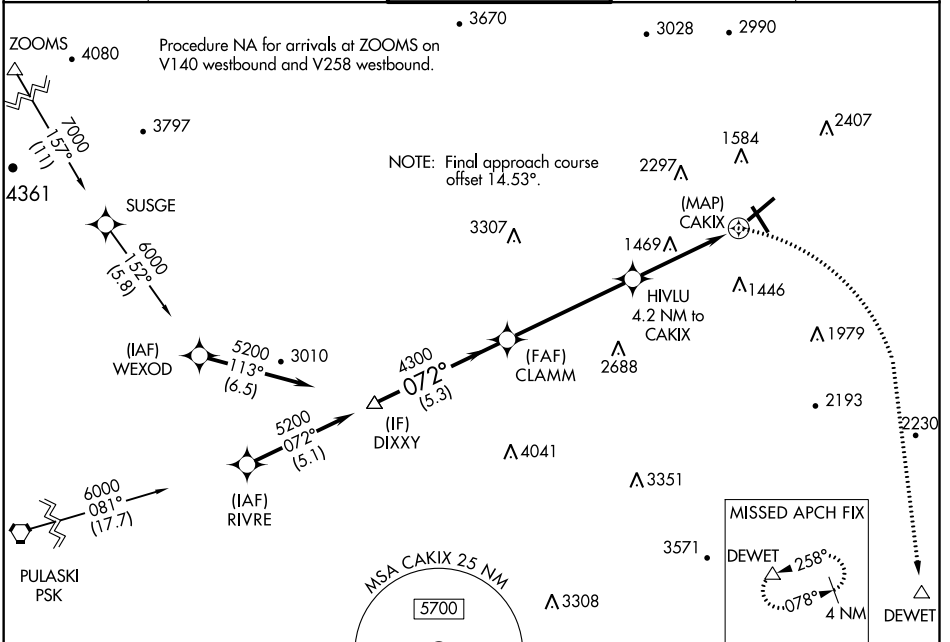 3670
3028
2990
ZOOMS
4080
Procedure NA for arrivals at ZOOMS on
V140 westbound and V258 westbound.
7000
157°
(11)
3797
2407
1584
4361
NOTE: Final approach course
offset 14.53°.
2297
SUSGE
(MAP)
CAKIX
3307
1469
6000
152°
(5.8)
HIVLU
4.2 NM to
CAKIX
1446
1979
(IAF)
WEXOD
5200
113°
(6.5)
3010
4300
072°
(5.3)
(FAF)
CLAMM
2688
2193
2230
(IF)
DIXXY
5200
072°
(5.1)
4041
3351
(IAF)
RIVRE
6000
081°
(17.7)
PULASKI
PSK
MISSED APCH FIX
DEWET
258°
078°
4 NM
3571
MSA CAKIX 25 NM
5700
3308
DEWET